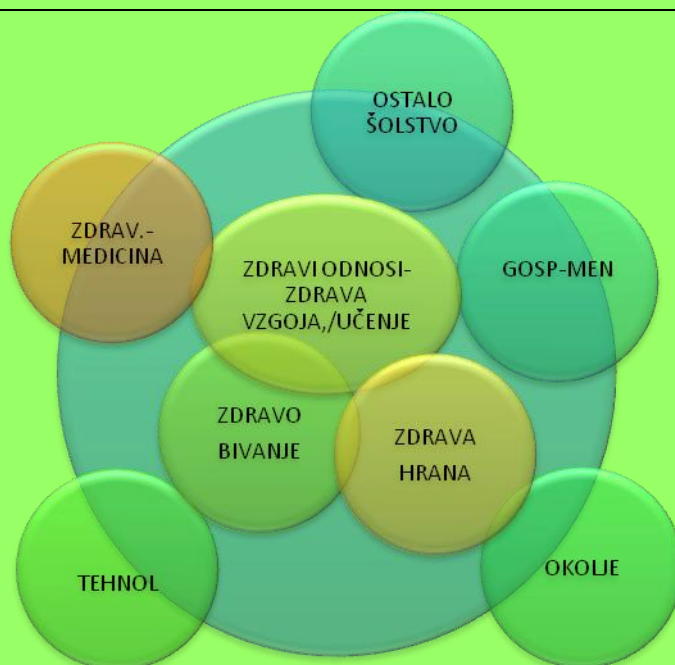 OSTALO
ŠOLSTVO
ZDRAV.-
MEDICINA
ZDRAVI ODNOSI-
ZDRAVA
VZGOJA,/UČENJE
GOSP-MEN
ZDRAVO
BIVANJE
ZDRAVA
HRANA
TEHNOL
OKOLJE